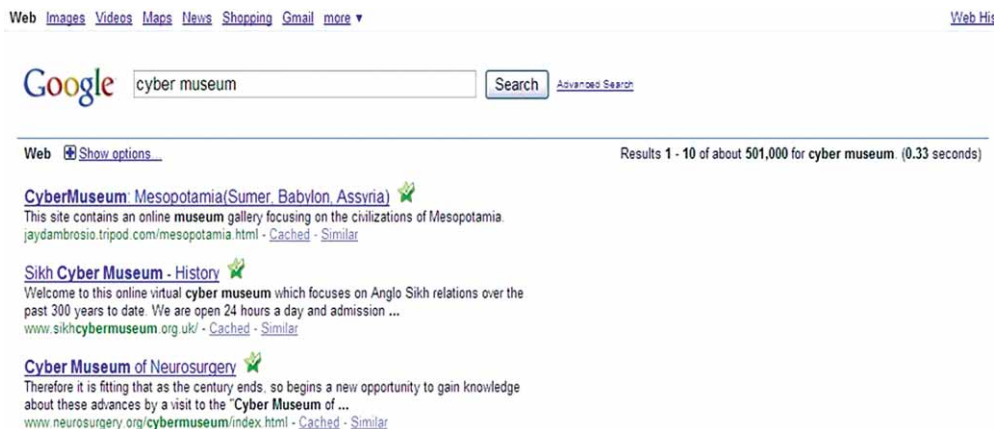 Web Images Videos Maps News Shopping Gmail more ▼ Web His
Google cyber museum Search Advanced Search
Web Show options... Results 1 - 10 of about 501,000 for cyber museum. (0.33 seconds)
CyberMuseum: Mesopotamia(Sumer, Babylon, Assyria)
This site contains an online museum gallery focusing on the civilizations of Mesopotamia.
jaydambrosio.tripod.com/mesopotamia.html - Cached - Similar
Sikh Cyber Museum - History
Welcome to this online virtual cyber museum which focuses on Anglo Sikh relations over the
past 300 years to date. We are open 24 hours a day and admission ...
www.sikhcybermuseum.org.uk/ - Cached - Similar
Cyber Museum of Neurosurgery
Therefore it is fitting that as the century ends, so begins a new opportunity to gain knowledge
about these advances by a visit to the "Cyber Museum of ...
www.neurosurgery.org/cybermuseum/index.html - Cached - Similar